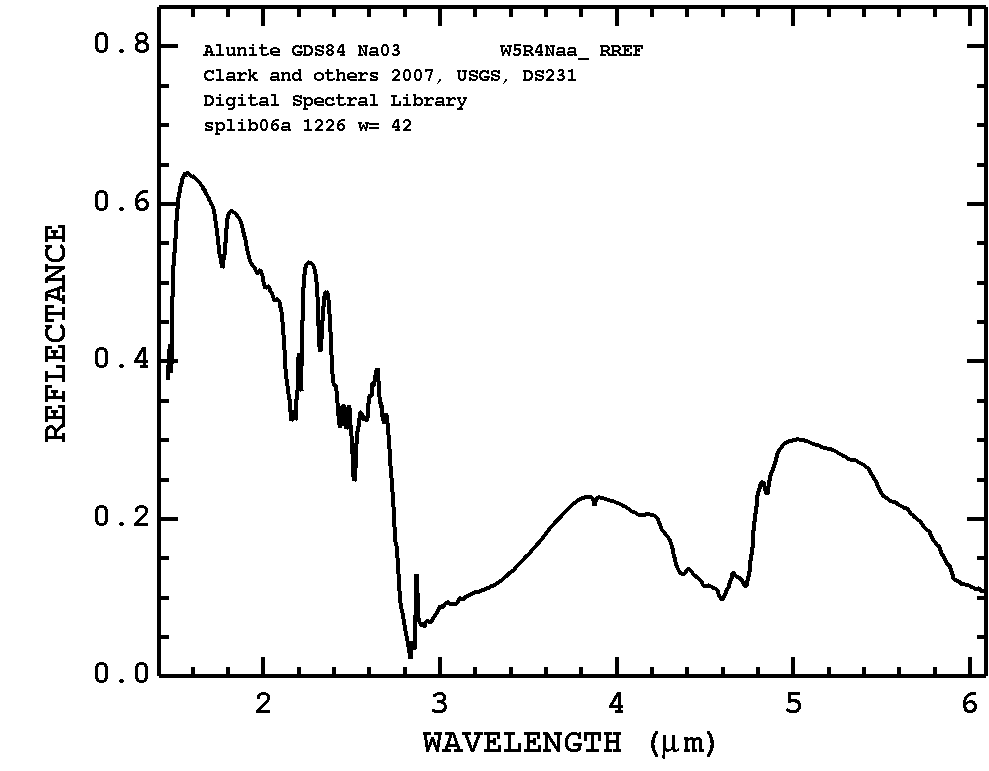 Alunite GDS84 Na03 W5R4Naa_ RREF
Clark and others 2007, USGS, DS231
Digital Spectral Library
splib06a 1226 w= 42
0.8
0.6
0.4
0.2
0.0
REFLECTANCE
2 3 4 5 6
WAVELENGTH (μm)